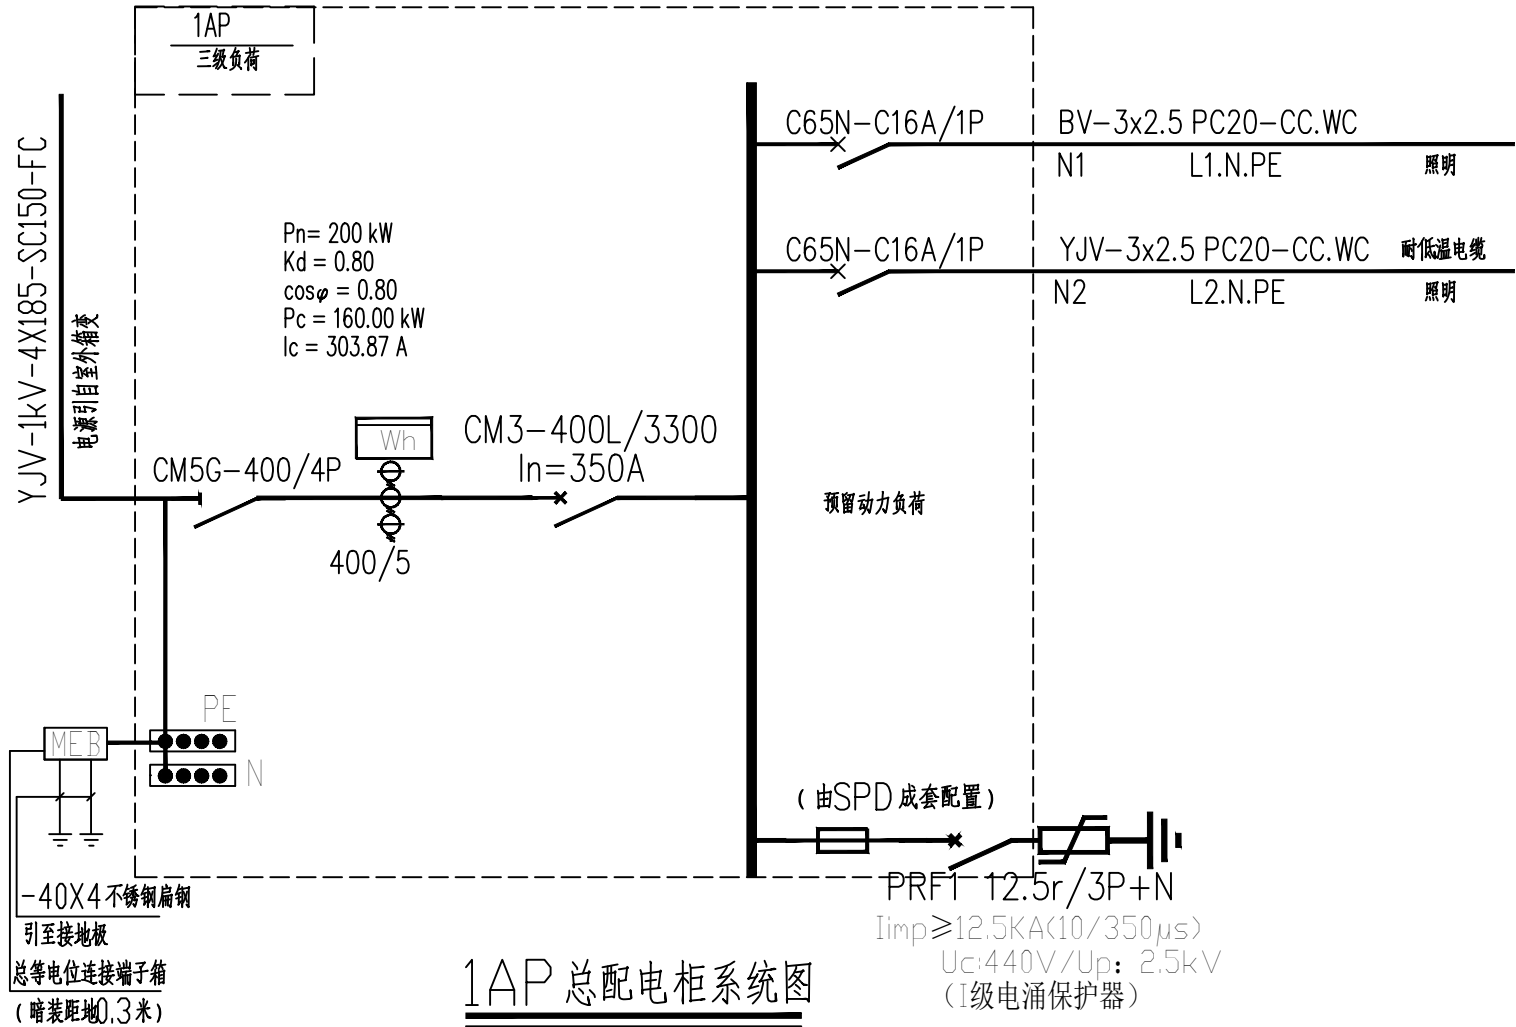 1AP
三级负荷
YJV-1kV-4X185-SC150-FC
电源引自室外箱变
Pn= 200 kW
Kd = 0.80
cosφ = 0.80
Pc = 160.00 kW
Ic = 303.87 A
C65N-C16A/1P
BV-3x2.5 PC20-CC.WC
N1
L1.N.PE
照明
C65N-C16A/1P
YJV-3x2.5 PC20-CC.WC
耐低温电缆
N2
L2.N.PE
照明
CM5G-400/4P
Wh
400/5
CM3-400L/3300
In=350A
预留动力负荷
PE
MEB
N
(由SPD成套配置)
PRF1 12.5r/3P+N
Iimp≥12.5KA(10/350μs)
Uc:440V/Up: 2.5kV
(I级电涌保护器)
-40X4不锈钢扁钢
引至接地极
总等电位连接端子箱
(暗装距地0.3米)
1AP 总配电柜系统图